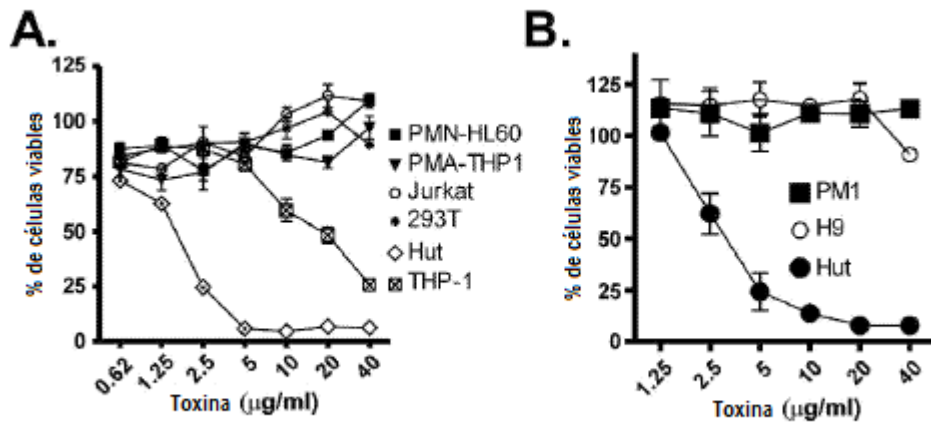 A.
% de células viables
125
100
75
50
25
0
0.62
1.25
2.5
5
10
20
40
Toxina (µg/ml)
PMN-HL60
PMA-THP1
Jurkat
293T
Hut
THP-1
B.
% de células viables
125
100
75
50
25
0
1.25
2.5
5
10
20
40
Toxina (µg/ml)
PM1
H9
Hut